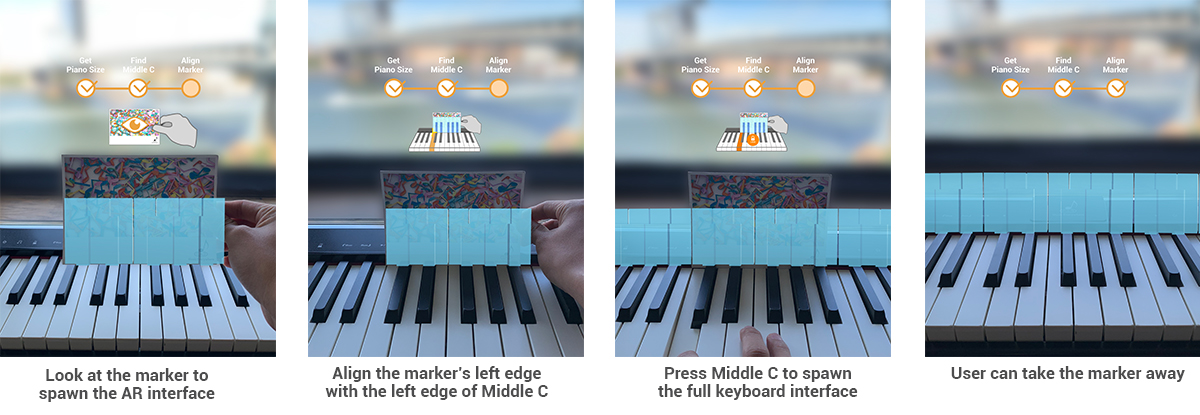 Get
Piano Size
Find
Middle C
Align
Marker
Get
Piano Size
Find
Middle C
Align
Marker
Get
Piano Size
Find
Middle C
Align
Marker
Get
Piano Size
Find
Middle C
Align
Marker
Look at the marker to
spawn the AR interface
Align the marker's left edge
with the left edge of Middle C
Press Middle C to spawn
the full keyboard interface
User can take the marker away